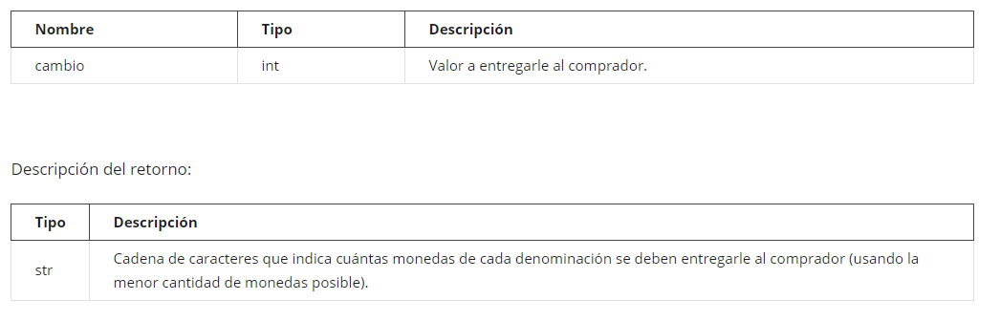 Nombre Tipo Descripción
cambio int Valor a entregarle al comprador.
Descripción del retorno:
Tipo Descripción
str Cadena de caracteres que indica cuántas monedas de cada denominación se deben entregarle al comprador (usando la
menor cantidad de monedas posible).